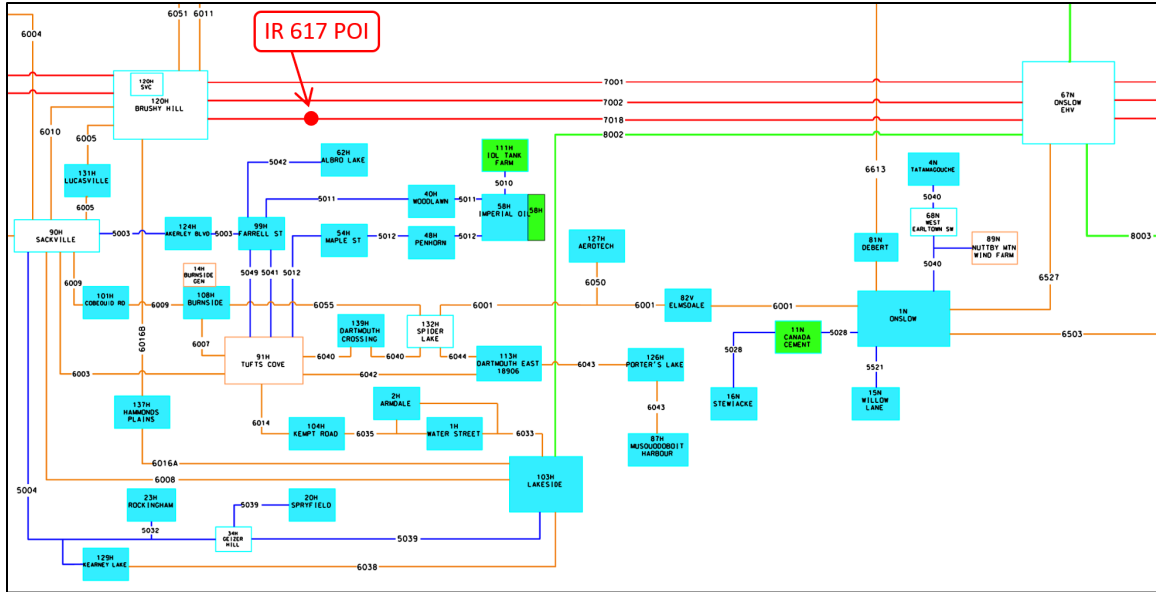 6051
6011
6004
IR 617 POI
120H
SVC
120H
BRUSHY HILL
7001
7002
7018
8002
67N
ONSLOW
EHV
6010
6005
131H
LUCASVILLE
6005
90H
SACKVILLE
5003
124H
AKERLEY BLVD
5003
99H
FARRELL ST
5042
62H
ALBRO LAKE
5011
40H
WOODLAWN
5011
111H
IOL TANK
FARM
5010
58H
IMPERIAL OIL
58H
54H
MAPLE ST
5012
48H
PENHORN
5012
5049
5041
5012
6613
4N
TATAMAGOUCHE
5040
68N
WEST
EARLTOWN SW
89N
NUTTBY MTN
WIND FARM
5040
81N
DEBERT
6527
8003
127H
AEROTECH
6050
6009
101H
COBEQUID RD
6009
14H
BURNSIDE
GEN
108H
BURNSIDE
6055
6001
6001
82V
ELMSDALE
6001
1N
ONSLOW
6503
6016B
6007
139H
DARTMOUTH
CROSSING
132H
SPIDER
LAKE
91H
TUFTS COVE
6040
6040
6044
113H
DARTMOUTH EAST
18906
6043
126H
PORTER'S LAKE
11N
CANADA
CEMENT
5028
5028
5521
6003
6042
137H
HAMMONDS
PLAINS
2H
ARMDALE
6043
16N
STEWIACKE
15N
WILLOW
LANE
6014
104H
KEMPT ROAD
6035
1H
WATER STREET
6033
87H
MUSQUODOBOIT
HARBOUR
6016A
6008
103H
LAKESIDE
5004
23H
ROCKINGHAM
5039
20H
SPRYFIELD
5032
34H
GEIZER
HILL
5039
129H
KEARNEY LAKE
6038